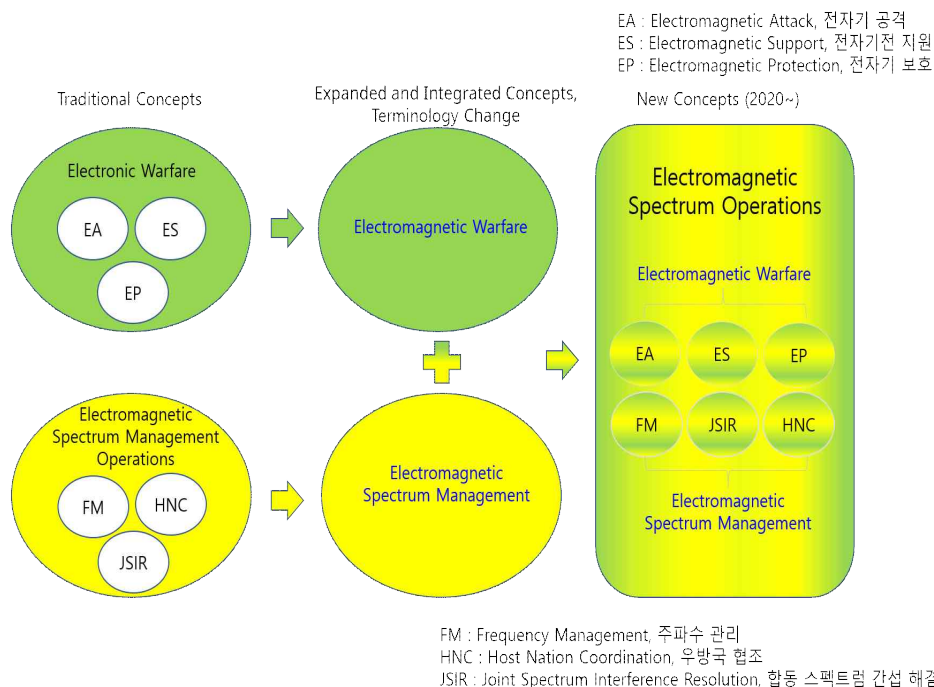 EA : Electromagnetic Attack, 전자기 공격
ES : Electromagnetic Support, 전자기전 지원
EP : Electromagnetic Protection, 전자기 보호
Traditional Concepts
Expanded and Integrated Concepts,
Terminology Change
New Concepts (2020~)
Electronic Warfare
EA
ES
EP
Electromagnetic Warfare
Electromagnetic
Spectrum Operations
Electromagnetic Warfare
EA
ES
EP
FM
JSIR
HNC
Electromagnetic
Spectrum Management
Electromagnetic
Spectrum Management
Operations
FM
HNC
JSIR
Electromagnetic
Spectrum Management
FM : Frequency Management, 주파수 관리
HNC : Host Nation Coordination, 우방국 협조
JSIR : Joint Spectrum Interference Resolution, 합동 스펙트럼 간섭 해결